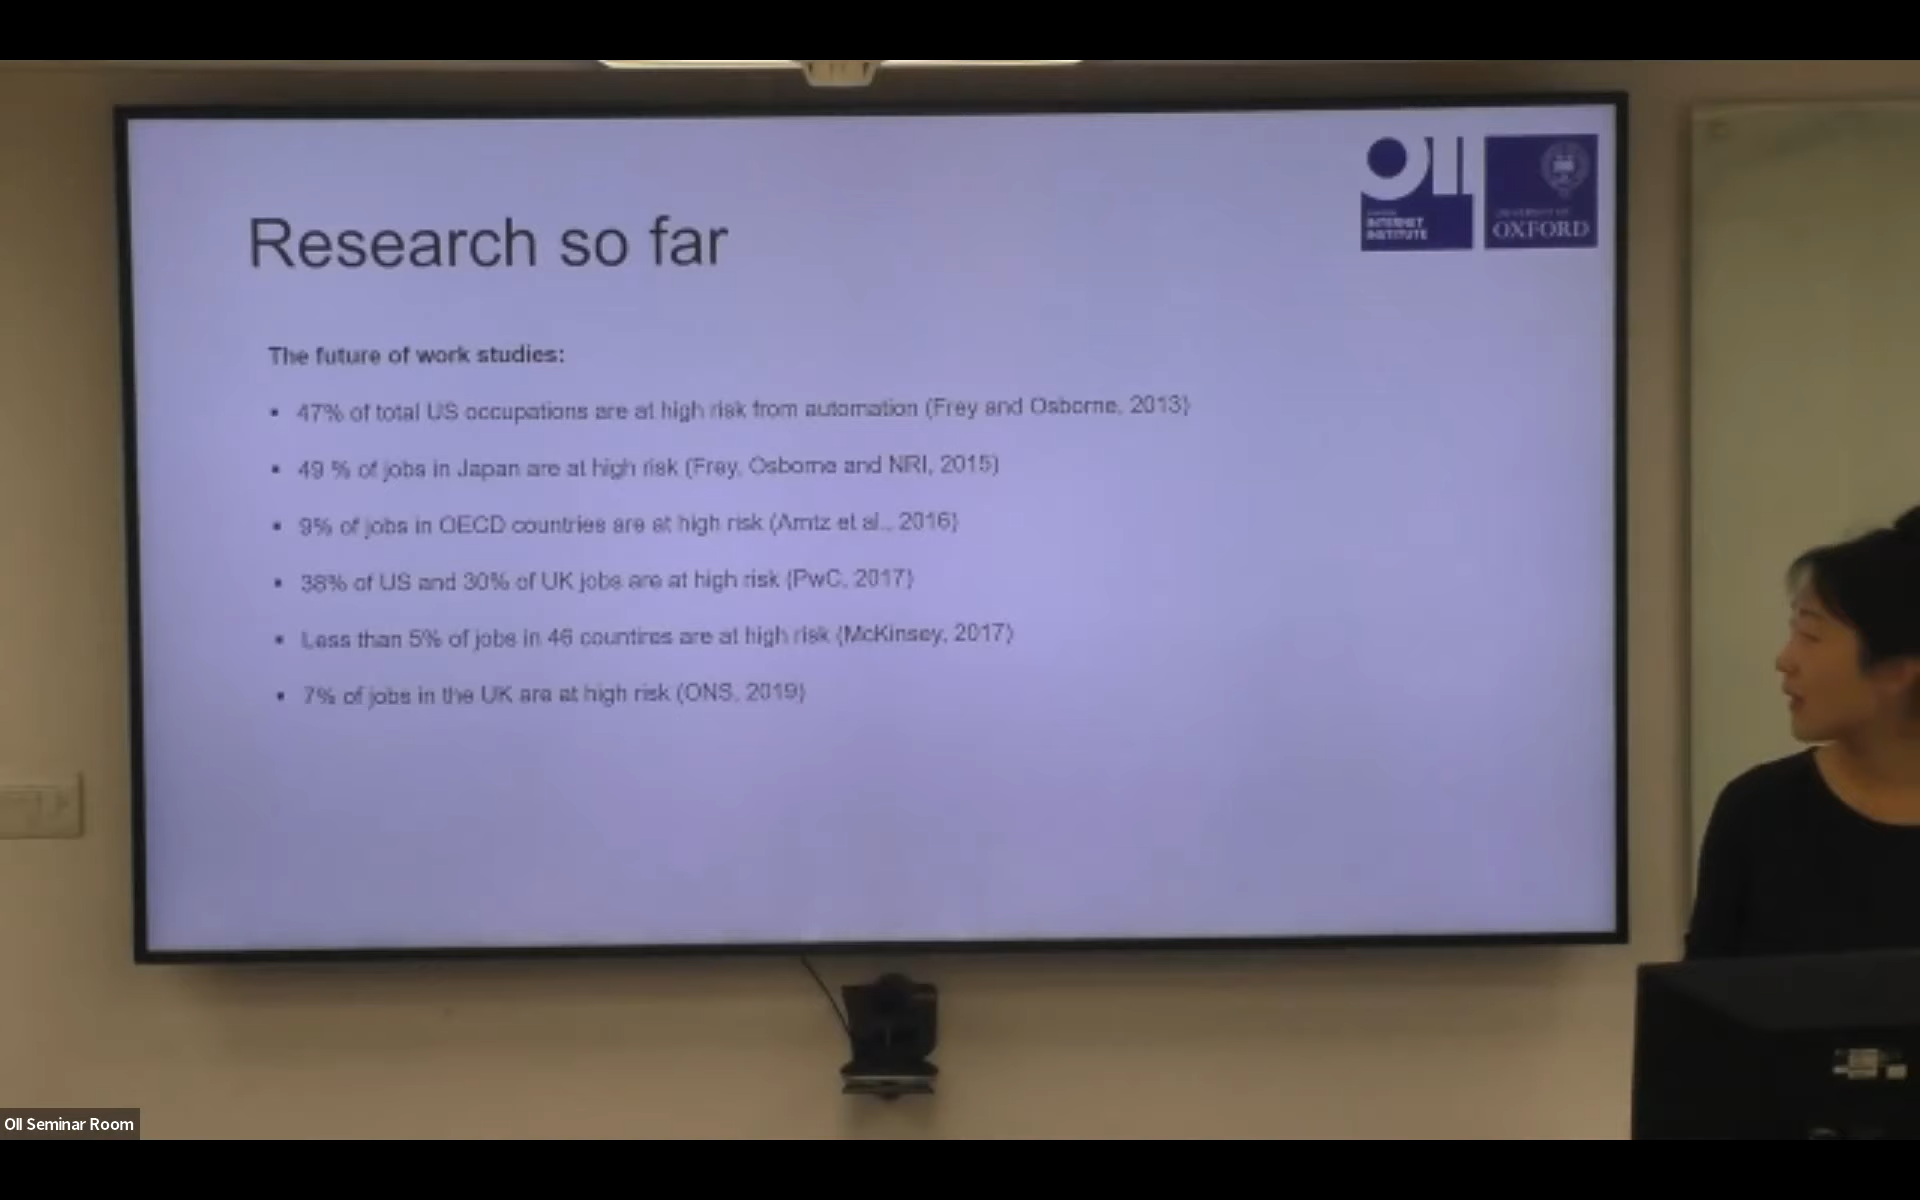 OII
INTERNET
INSTITUTE
OXFORD
Research so far
The future of work studies:
• 47% of total US occupations are at high risk from automation (Frey and Osborne, 2013)
• 49 % of jobs in Japan are at high risk (Frey, Osborne and NRI, 2015)
• 9% of jobs in OECD countries are at high risk (Arntz et al., 2016)
• 38% of US and 30% of UK jobs are at high risk (PwC, 2017)
• Less than 5% of jobs in 46 countires are at high risk (McKinsey, 2017)
• 7% of jobs in the UK are at high risk (ONS, 2019)
OII Seminar Room